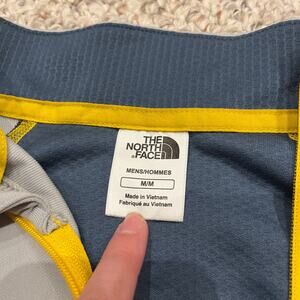 THE
NORTH
FACE
MENS/HOMMES
M/M
Made in Vietnam
Fabriqué au Vietnam